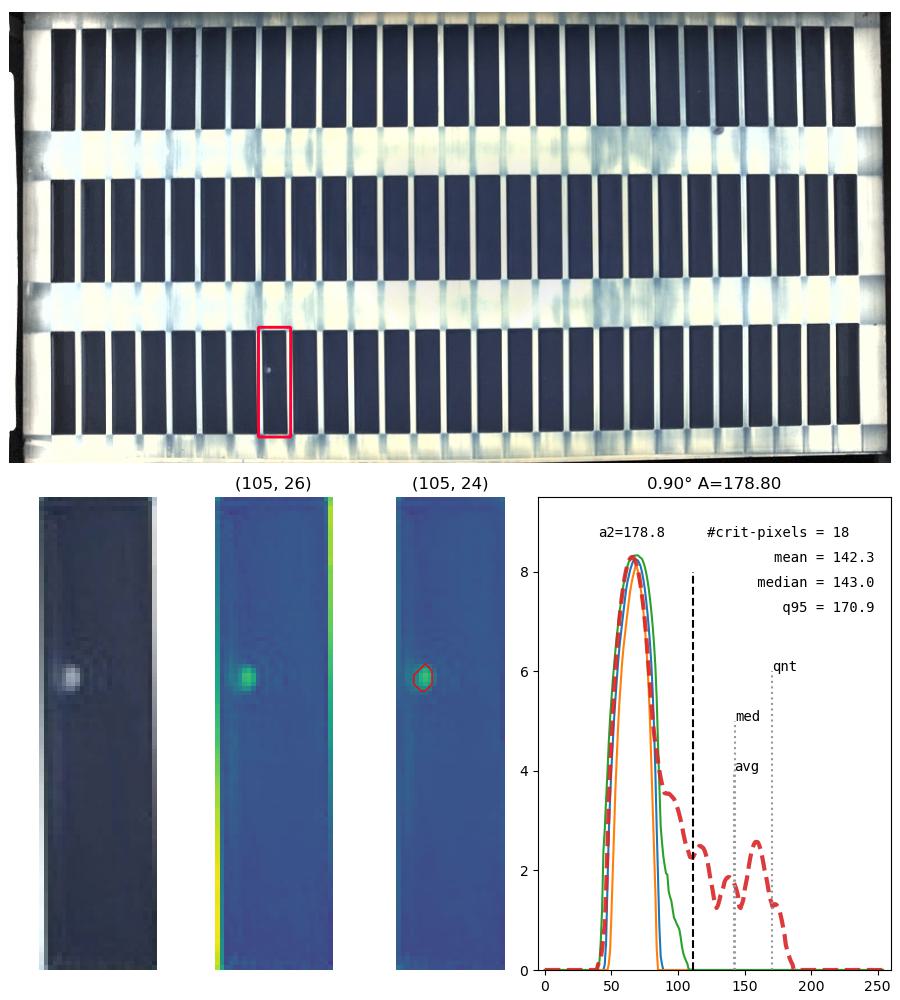 (105, 26)
(105, 24)
0.90° A=178.80
a2=178.8
#crit-pixels = 18
mean = 142.3
median = 143.0
q95 = 170.9
qnt
med
avg
8
6
4
2
0
0 50 100 150 200 250